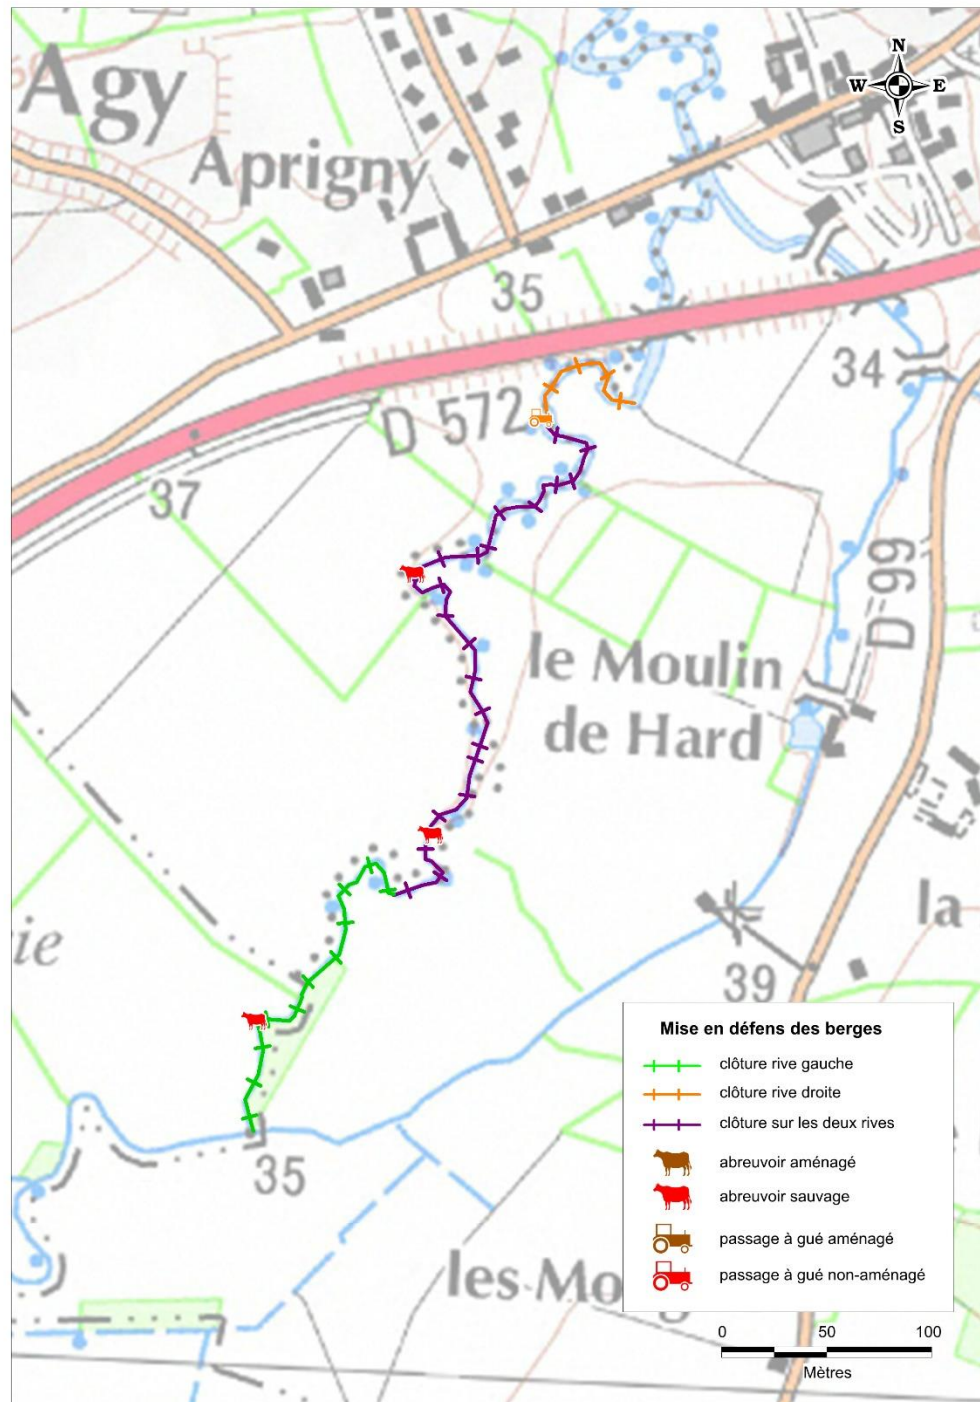 N
W E
S
Agy
Aprigny
35
34
D 572
37
D 99
le Moulin
de Hard
la
ie
39
35
les Mo
Mise en défens des berges
clôture rive gauche
clôture rive droite
clôture sur les deux rives
abreuvoir aménagé
abreuvoir sauvage
passage à gué aménagé
passage à gué non-aménagé
0 50 100
Mètres